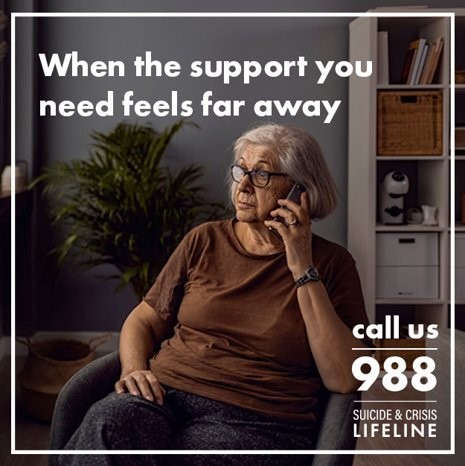 When the support you
need feels far away
call us
988
SUICIDE & CRISIS
LIFELINE